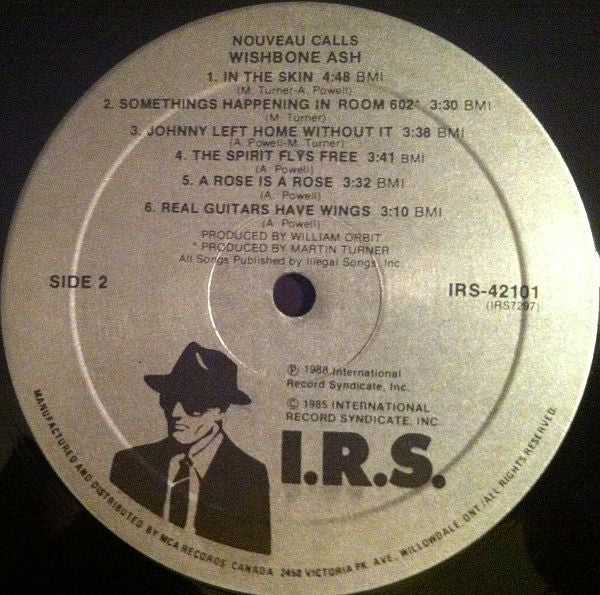 NOUVEAU CALLS
WISHBONE ASH
1. IN THE SKIN 4:48 BMI
(M. Turner-A. Powell)
2. SOMETHINGS HAPPENING IN ROOM 602* 3:30 BMI
(M. Turner)
3. JOHNNY LEFT HOME WITHOUT IT 3:38 BMI
(A. Powell-M. Turner)
4. THE SPIRIT FLYS FREE 3:41 BMI
(A. Powell)
5. A ROSE IS A ROSE 3:32 BMI
(A. Powell)
6. REAL GUITARS HAVE WINGS 3:10 BMI
(A. Powell)
PRODUCED BY WILLIAM ORBIT
* PRODUCED BY MARTIN TURNER
All Songs Published by Illegal Songs, Inc.
SIDE 2
IRS-42101
(IRS7297)
℗ 1988 International
Record Syndicate, Inc.
© 1985 INTERNATIONAL
RECORD SYNDICATE, INC.
I.R.S.
MANUFACTURED AND DISTRIBUTED BY MCA RECORDS CANADA 2450 VICTORIA PK. AVE., WILLOWDALE, ONT./ALL RIGHTS RESERVED.